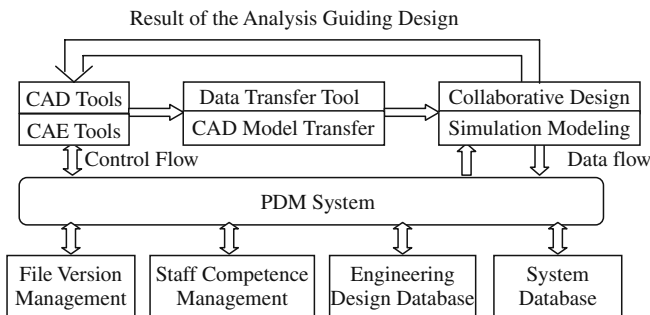 Result of the Analysis Guiding Design
CAD Tools
CAE Tools
Data Transfer Tool
CAD Model Transfer
Collaborative Design
Simulation Modeling
Control Flow
Data flow
PDM System
File Version
Management
Staff Competence
Management
Engineering
Design Database
System
Database